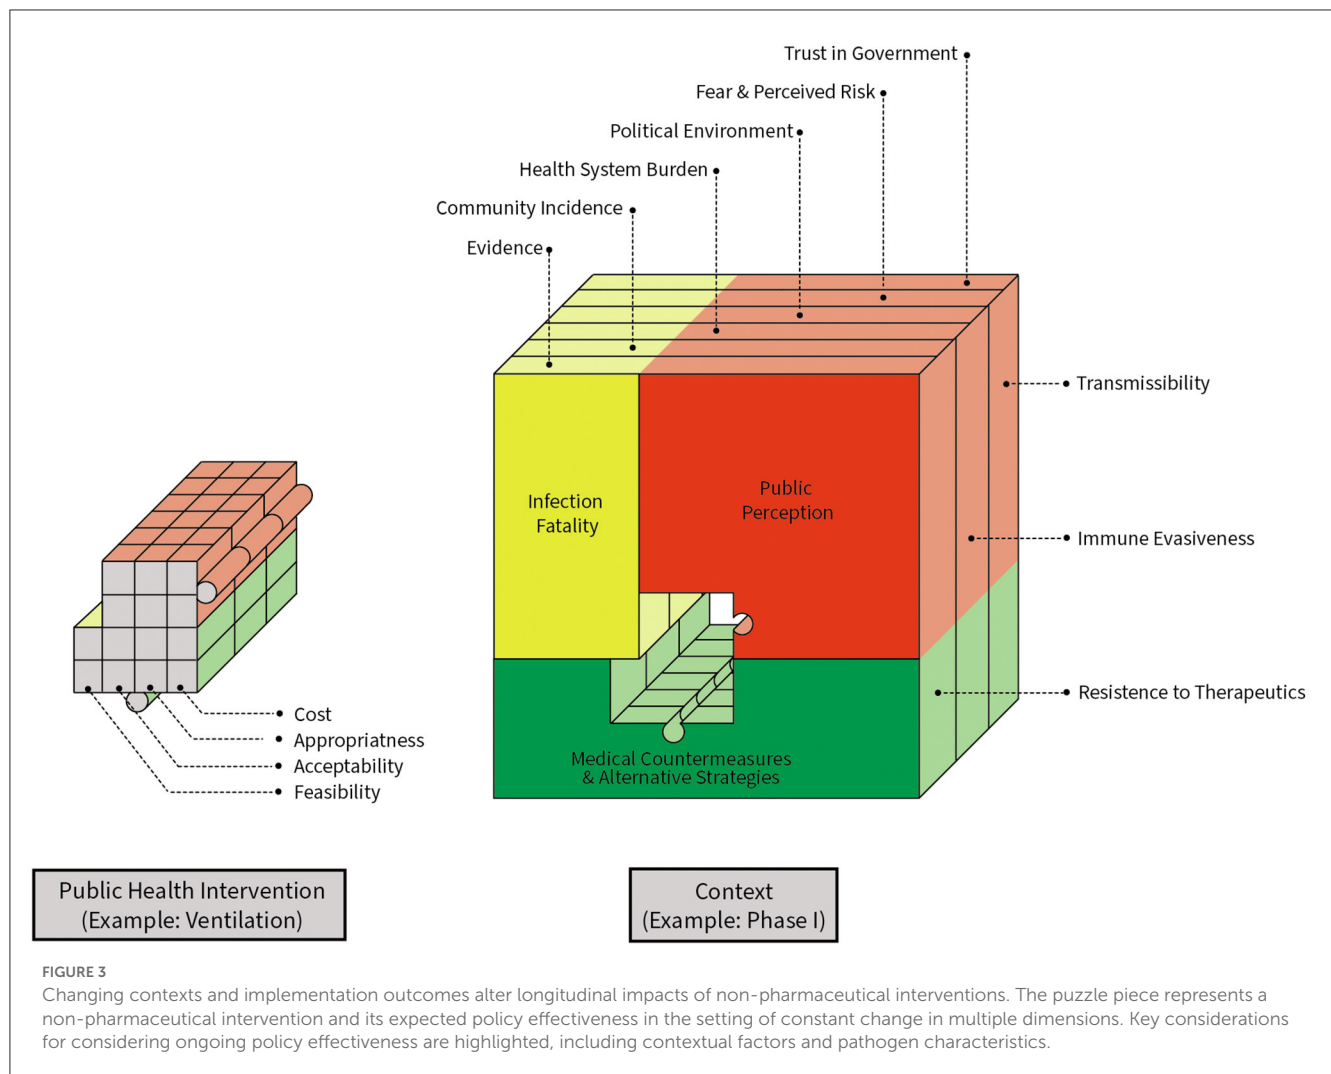 Trust in Government
Fear & Perceived Risk
Political Environment
Health System Burden
Community Incidence
Evidence
Transmissibility
Infection
Fatality
Public
Perception
Immune Evasiveness
Resistence to Therapeutics
Cost
Appropriatness
Acceptability
Feasibility
Medical Countermeasures
& Alternative Strategies
Public Health Intervention
(Example: Ventilation)
Context
(Example: Phase I)
FIGURE 3
Changing contexts and implementation outcomes alter longitudinal impacts of non-pharmaceutical interventions. The puzzle piece represents a
non-pharmaceutical intervention and its expected policy effectiveness in the setting of constant change in multiple dimensions. Key considerations
for considering ongoing policy effectiveness are highlighted, including contextual factors and pathogen characteristics.